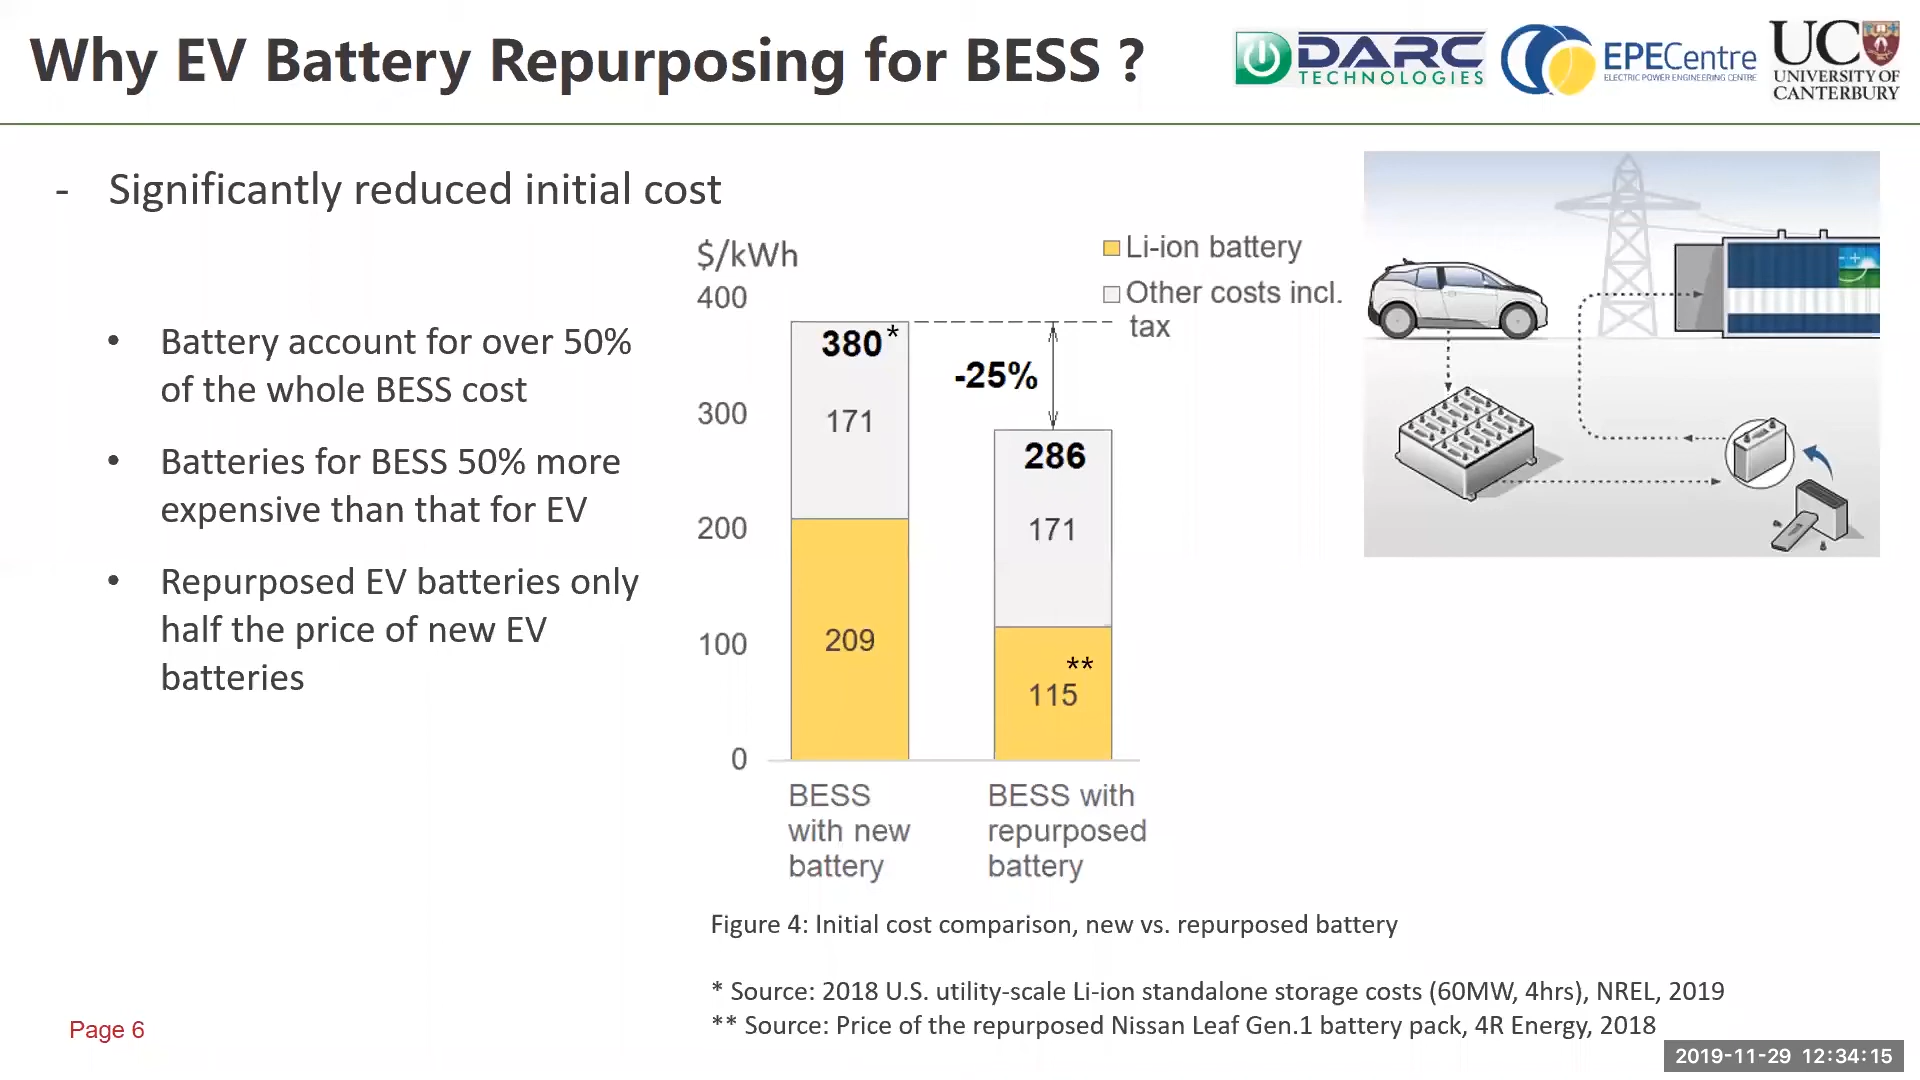 Why EV Battery Repurposing for BESS ?
DARC
TECHNOLOGIES
EPECentre
ELECTRIC POWER ENGINEERING CENTRE
UC
UNIVERSITY OF
CANTERBURY
- Significantly reduced initial cost
• Battery account for over 50%
of the whole BESS cost
• Batteries for BESS 50% more
expensive than that for EV
• Repurposed EV batteries only
half the price of new EV
batteries
$/kWh
400
300
200
100
0
Li-ion battery
Other costs incl.
tax
380*
171
209
-25%
286
171
**
115
BESS
with new
battery
BESS with
repurposed
battery
Figure 4: Initial cost comparison, new vs. repurposed battery
* Source: 2018 U.S. utility-scale Li-ion standalone storage costs (60MW, 4hrs), NREL, 2019
** Source: Price of the repurposed Nissan Leaf Gen.1 battery pack, 4R Energy, 2018
Page 6
2019-11-29 12:34:15